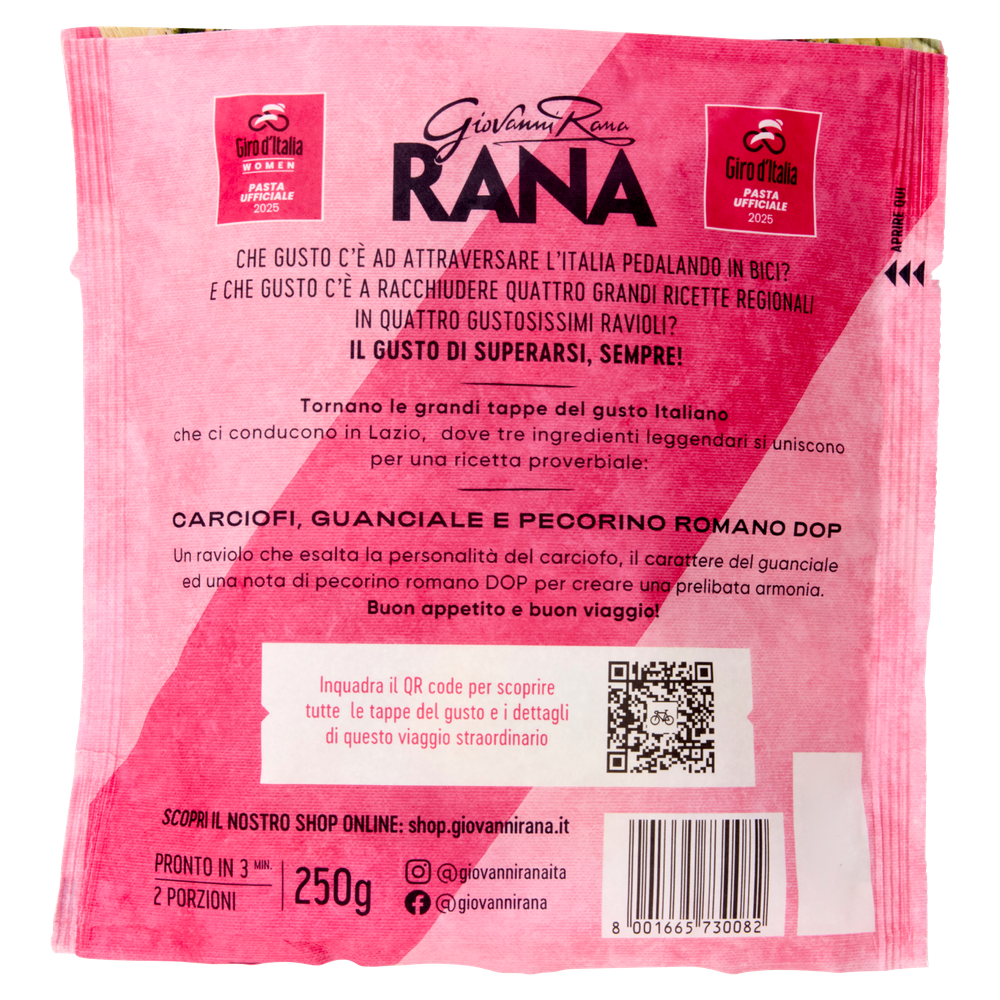 Giro d'Italia
WOMEN
PASTA
UFFICIALE
2025
Giovanni Rana
RANA
Giro d'Italia
PASTA
UFFICIALE
2025
APRIRE QUI
CHE GUSTO C'È AD ATTRAVERSARE L'ITALIA PEDALANDO IN BICI?
E CHE GUSTO C'È A RACCHIUDERE QUATTRO GRANDI RICETTE REGIONALI
IN QUATTRO GUSTOSISSIMI RAVIOLI?
IL GUSTO DI SUPERARSI, SEMPRE!
Tornano le grandi tappe del gusto Italiano
che ci conducono in Lazio, dove tre ingredienti leggendari si uniscono
per una ricetta proverbiale:
CARCIOFI, GUANCIALE E PECORINO ROMANO DOP
Un raviolo che esalta la personalità del carciofo, il carattere del guanciale
ed una nota di pecorino romano DOP per creare una prelibata armonia.
Buon appetito e buon viaggio!
Inquadra il QR code per scoprire
tutte le tappe del gusto e i dettagli
di questo viaggio straordinario
SCOPRI IL NOSTRO SHOP ONLINE: shop.giovannirana.it
PRONTO IN 3 MIN.
2 PORZIONI
250g
@giovanniranaita
@giovannirana
8 001665 730082